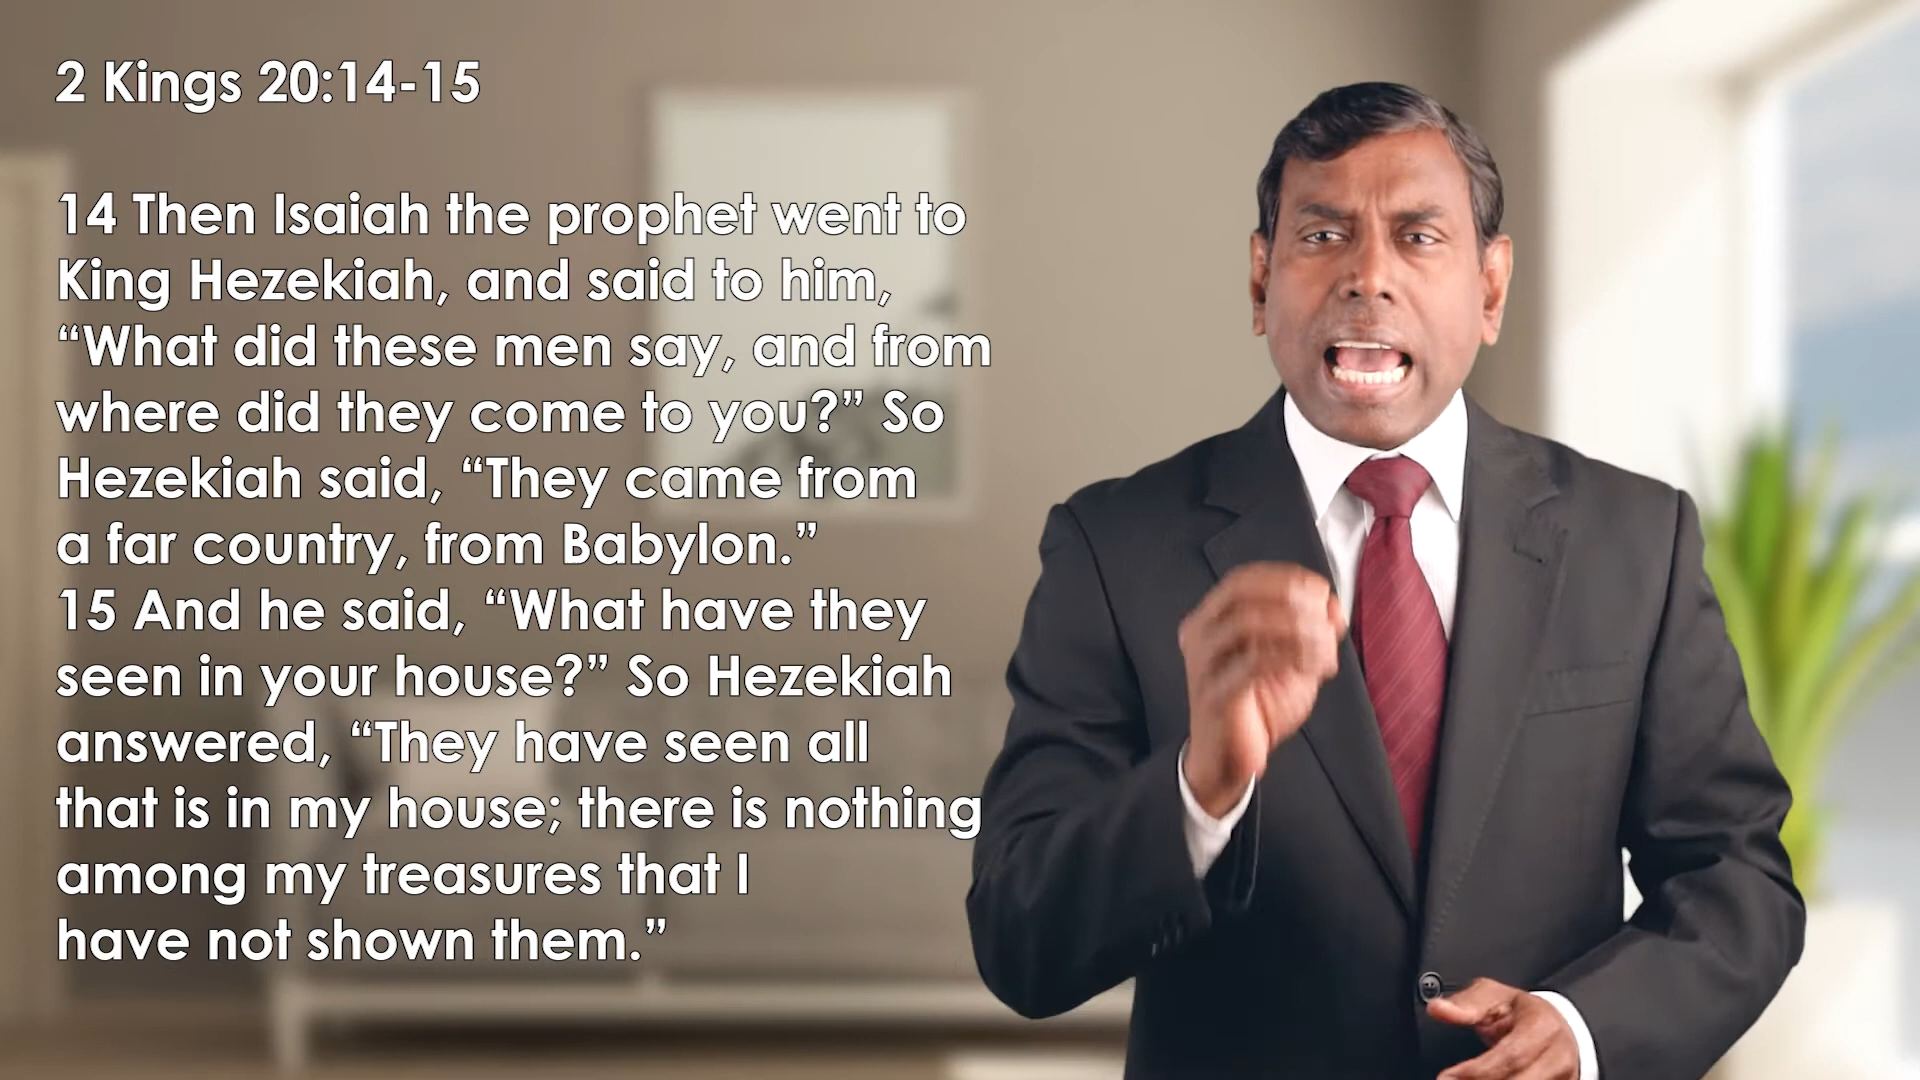 2 Kings 20:14-15
14 Then Isaiah the prophet went to
King Hezekiah, and said to him,
“What did these men say, and from
where did they come to you?” So
Hezekiah said, “They came from
a far country, from Babylon.”
15 And he said, “What have they
seen in your house?” So Hezekiah
answered, “They have seen all
that is in my house; there is nothing
among my treasures that I
have not shown them.”